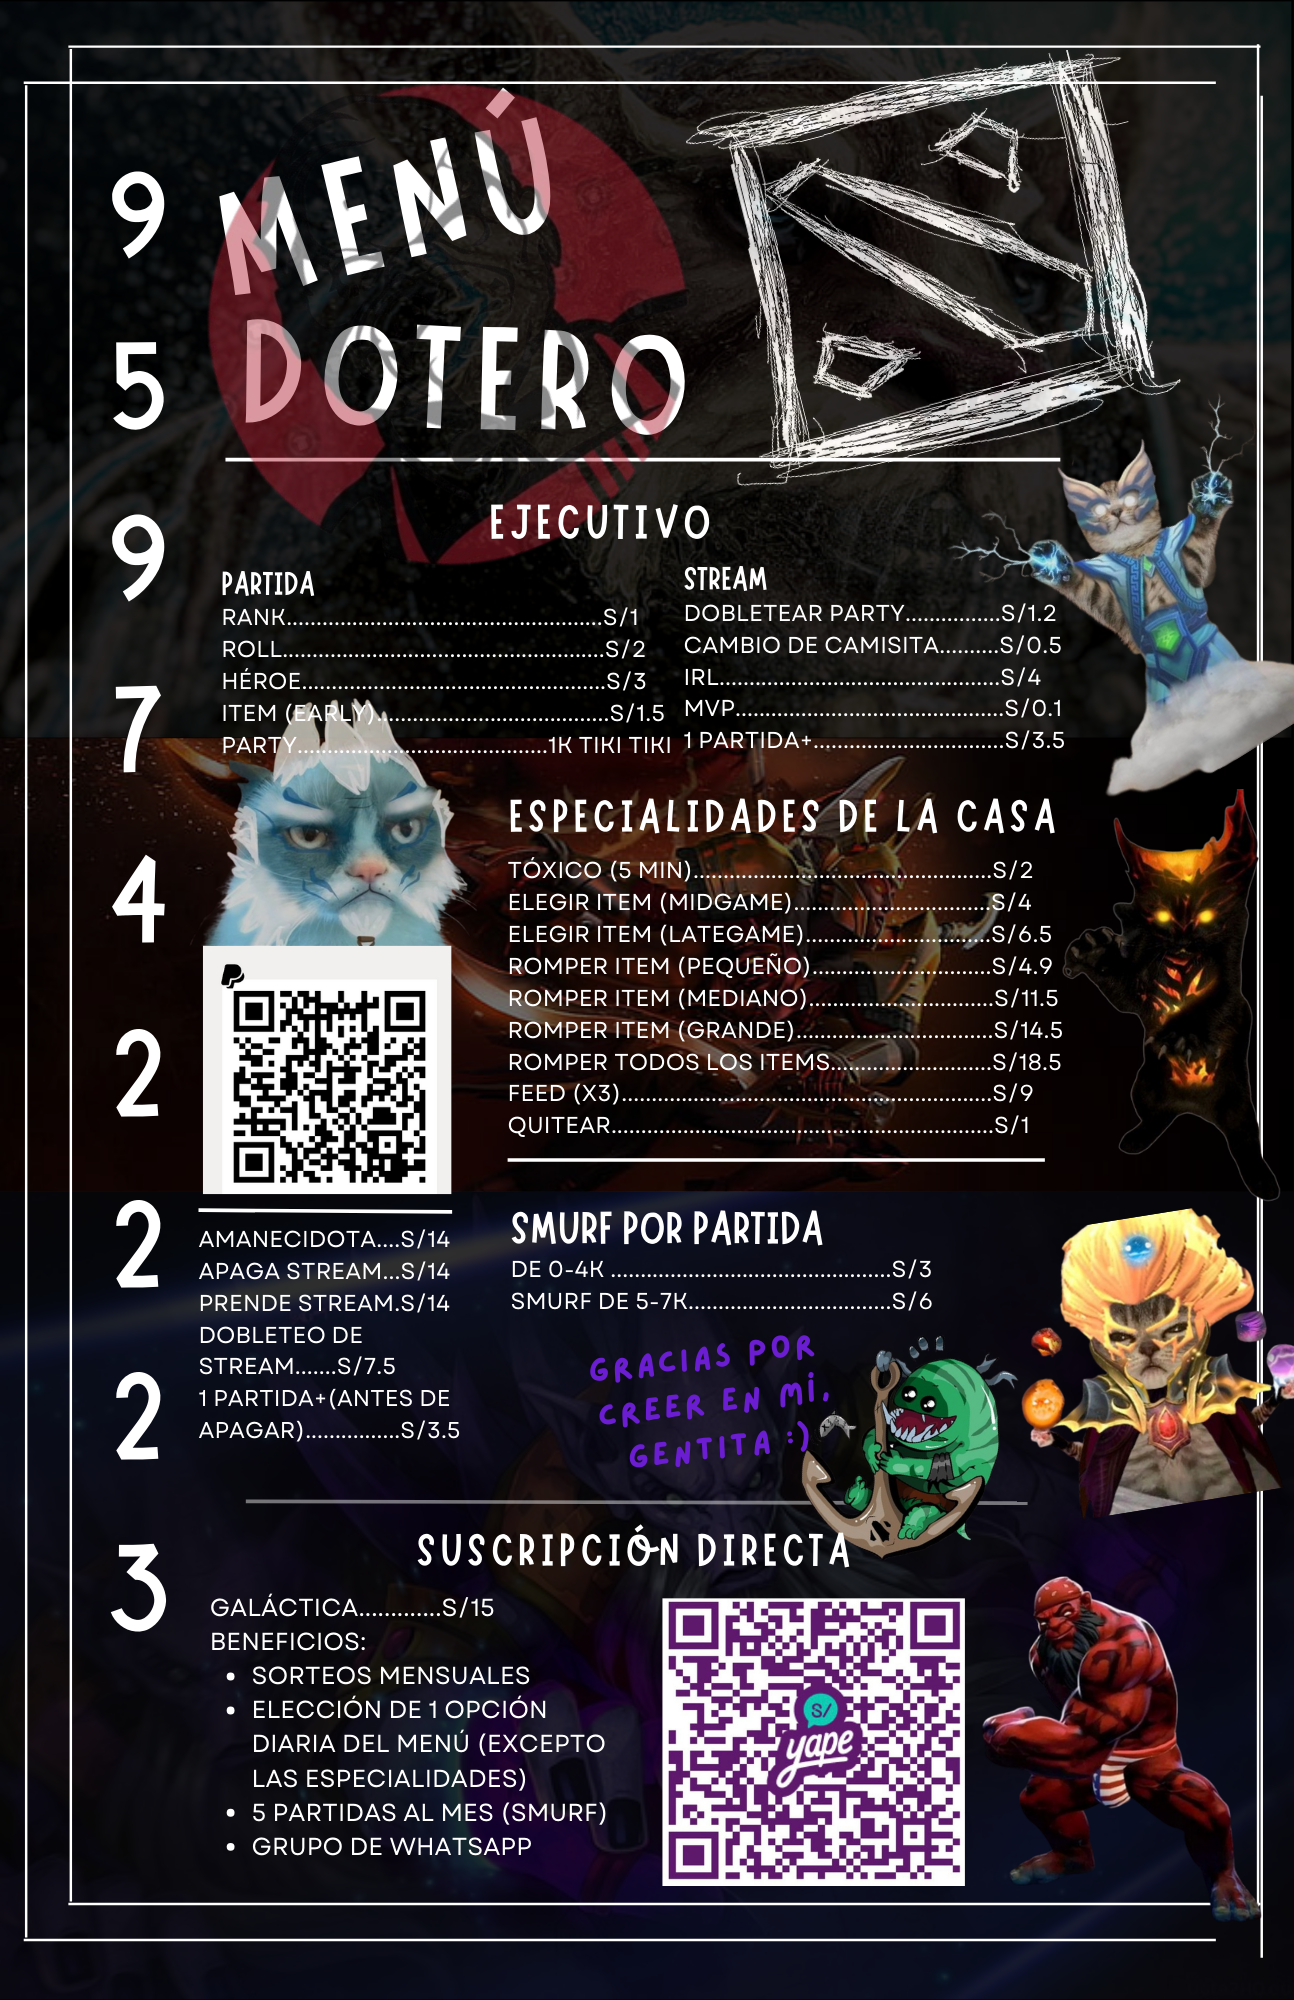 9
5
9
7
4
2
2
2
3
MENÚ
DOTERO
EJECUTIVO
PARTIDA
RANK.....................................................S/1
ROLL......................................................S/2
HÉROE...................................................S/3
ITEM (EARLY).......................................S/1.5
PARTY..........................................1K TIKI TIKI
STREAM
DOBLETEAR PARTY................S/1.2
CAMBIO DE CAMISITA..........S/0.5
IRL...............................................S/4
MVP.............................................S/0.1
1 PARTIDA+................................S/3.5
ESPECIALIDADES DE LA CASA
TÓXICO (5 MIN)..................................................S/2
ELEGIR ITEM (MIDGAME).................................S/4
ELEGIR ITEM (LATEGAME)...............................S/6.5
ROMPER ITEM (PEQUEÑO)..............................S/4.9
ROMPER ITEM (MEDIANO)...............................S/11.5
ROMPER ITEM (GRANDE).................................S/14.5
ROMPER TODOS LOS ITEMS...........................S/18.5
FEED (X3)..............................................................S/9
QUITEAR................................................................S/1
AMANECIDOTA....S/14
APAGA STREAM...S/14
PRENDE STREAM.S/14
DOBLETEO DE
STREAM.......S/7.5
1 PARTIDA+(ANTES DE
APAGAR)................S/3.5
SMURF POR PARTIDA
DE 0-4K ...............................................S/3
SMURF DE 5-7K..................................S/6
GRACIAS POR
CREER EN MÍ,
GENTITA :)
SUSCRIPCIÓN DIRECTA
GALÁCTICA.............S/15
BENEFICIOS:
• SORTEOS MENSUALES
• ELECCIÓN DE 1 OPCIÓN
DIARIA DEL MENÚ (EXCEPTO
LAS ESPECIALIDADES)
• 5 PARTIDAS AL MES (SMURF)
• GRUPO DE WHATSAPP
S/
yape